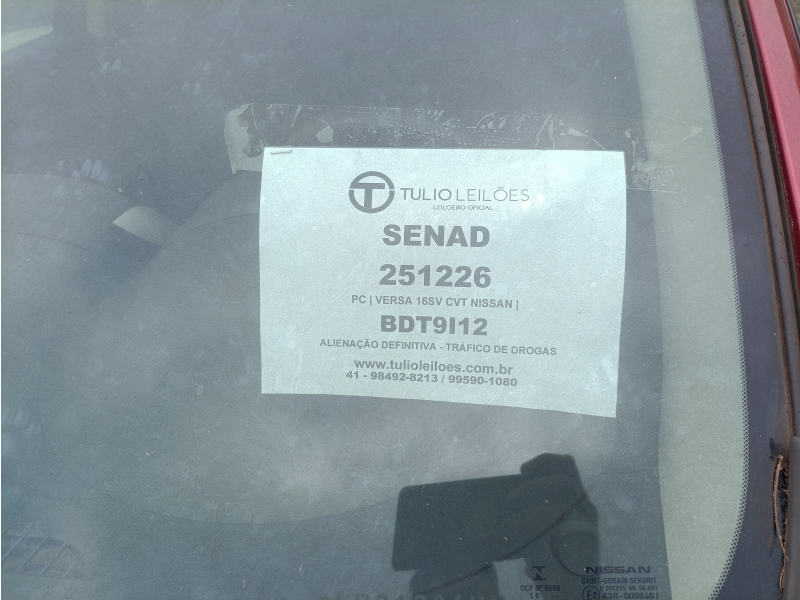 TULIO LEILÕES
LEILOEIRO OFICIAL
SENAD
251226
PC | VERSA 16SV CVT NISSAN |
BDT9I12
ALIENAÇÃO DEFINITIVA - TRÁFICO DE DROGAS
www.tulioleiloes.com.br
41 - 98492-8213 / 99590-1080
NISSAN
SAINT-GOBAIN SEKURIT